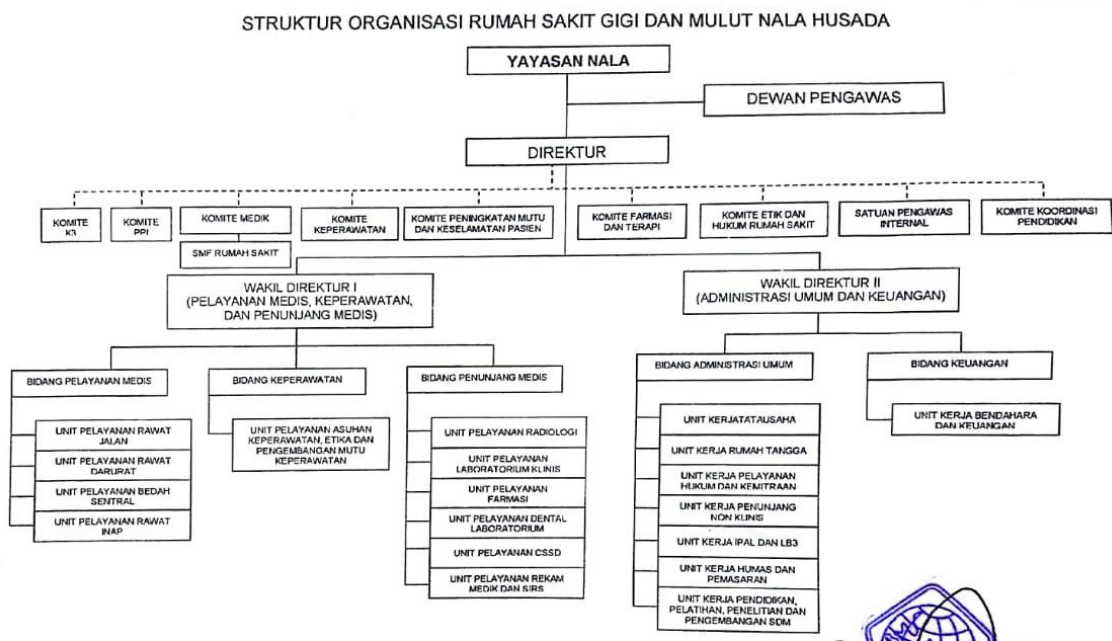 STRUKTUR ORGANISASI RUMAH SAKIT GIGI DAN MULUT NALA HUSADA
YAYASAN NALA
DEWAN PENGAWAS
DIREKTUR
KOMITE
K3
KOMITE
PPI
KOMITE MEDIK
SMF RUMAH SAKIT
KOMITE
KEPERAWATAN
KOMITE PENINGKATAN MUTU
DAN KESELAMATAN PASIEN
KOMITE FARMASI
DAN TERAPI
KOMITE ETIK DAN
HUKUM RUMAH SAKIT
SATUAN PENGAWAS
INTERNAL
KOMITE KOORDINASI
PENDIDIKAN
WAKIL DIREKTUR I
(PELAYANAN MEDIS, KEPERAWATAN,
DAN PENUNJANG MEDIS)
WAKIL DIREKTUR II
(ADMINISTRASI UMUM DAN KEUANGAN)
BIDANG PELAYANAN MEDIS
UNIT PELAYANAN RAWAT
JALAN
UNIT PELAYANAN RAWAT
DARURAT
UNIT PELAYANAN BEDAH
SENTRAL
UNIT PELAYANAN RAWAT
INAP
BIDANG KEPERAWATAN
UNIT PELAYANAN ASUHAN
KEPERAWATAN, ETIKA DAN
PENGEMBANGAN MUTU
KEPERAWATAN
BIDANG PENUNJANG MEDIS
UNIT PELAYANAN RADIOLOGI
UNIT PELAYANAN
LABORATORIUM KLINIS
UNIT PELAYANAN
FARMASI
UNIT PELAYANAN DENTAL
LABORATORIUM
UNIT PELAYANAN CSSD
UNIT PELAYANAN REKAM
MEDIK DAN SIRS
BIDANG ADMINISTRASI UMUM
UNIT KERJATATAUSAHA
UNIT KERJA RUMAH TANGGA
UNIT KERJA PELAYANAN
HUKUM DAN KEMITRAAN
UNIT KERJA PENUNJANG
NON KLINIS
UNIT KERJA IPAL DAN LB3
UNIT KERJA HUMAS DAN
PEMASARAN
UNIT KERJA PENDIDIKAN,
PELATIHAN, PENELITIAN DAN
PENGEMBANGAN SDM
BIDANG KEUANGAN
UNIT KERJA BENDAHARA
DAN KEUANGAN